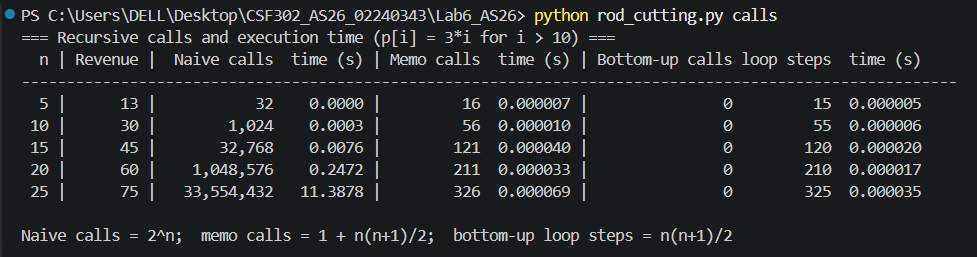 PS C:\Users\DELL\Desktop\CSF302_AS26_02240343\Lab6_AS26> python rod_cutting.py calls
=== Recursive calls and execution time (p[i] = 3*i for i > 10) ===
n | Revenue | Naive calls time (s) | Memo calls time (s) | Bottom-up calls loop steps time (s)
------------------------------------------------------------------------------------------------------
5 | 13 | 32 0.0000 | 16 0.000007 | 0 15 0.000005
10 | 30 | 1,024 0.0003 | 56 0.000010 | 0 55 0.000006
15 | 45 | 32,768 0.0076 | 121 0.000040 | 0 120 0.000020
20 | 60 | 1,048,576 0.2472 | 211 0.000033 | 0 210 0.000017
25 | 75 | 33,554,432 11.3878 | 326 0.000069 | 0 325 0.000035
Naive calls = 2^n; memo calls = 1 + n(n+1)/2; bottom-up loop steps = n(n+1)/2